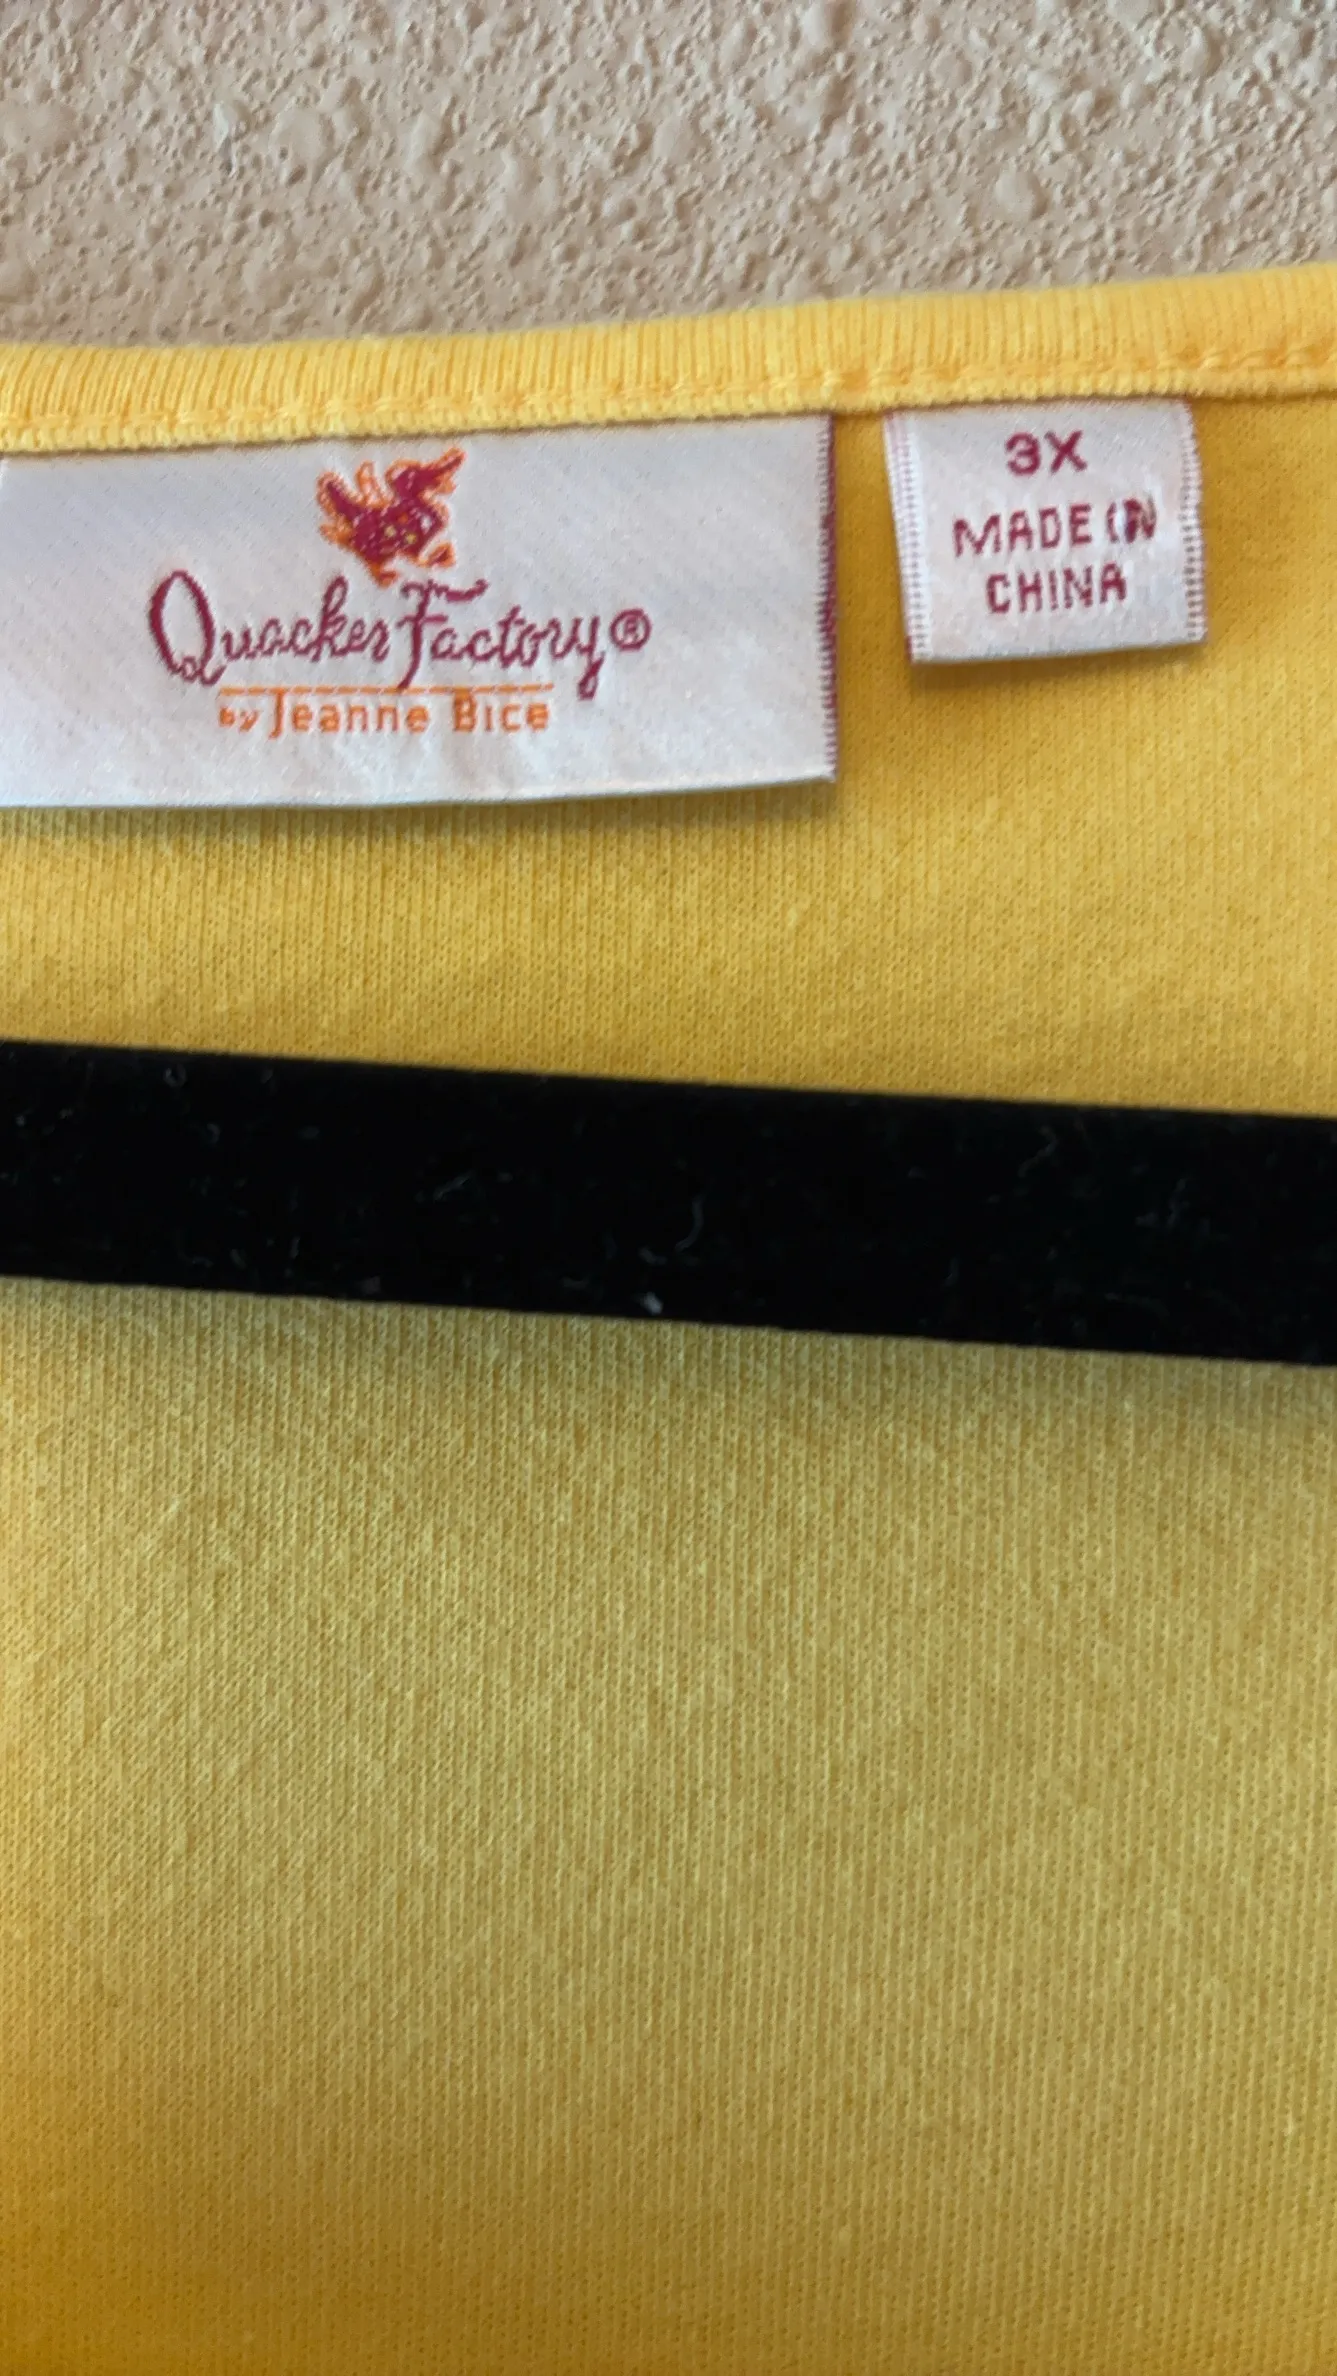 Quacker Factory®
by Jeanne Bice
3X
MADE IN
CHINA